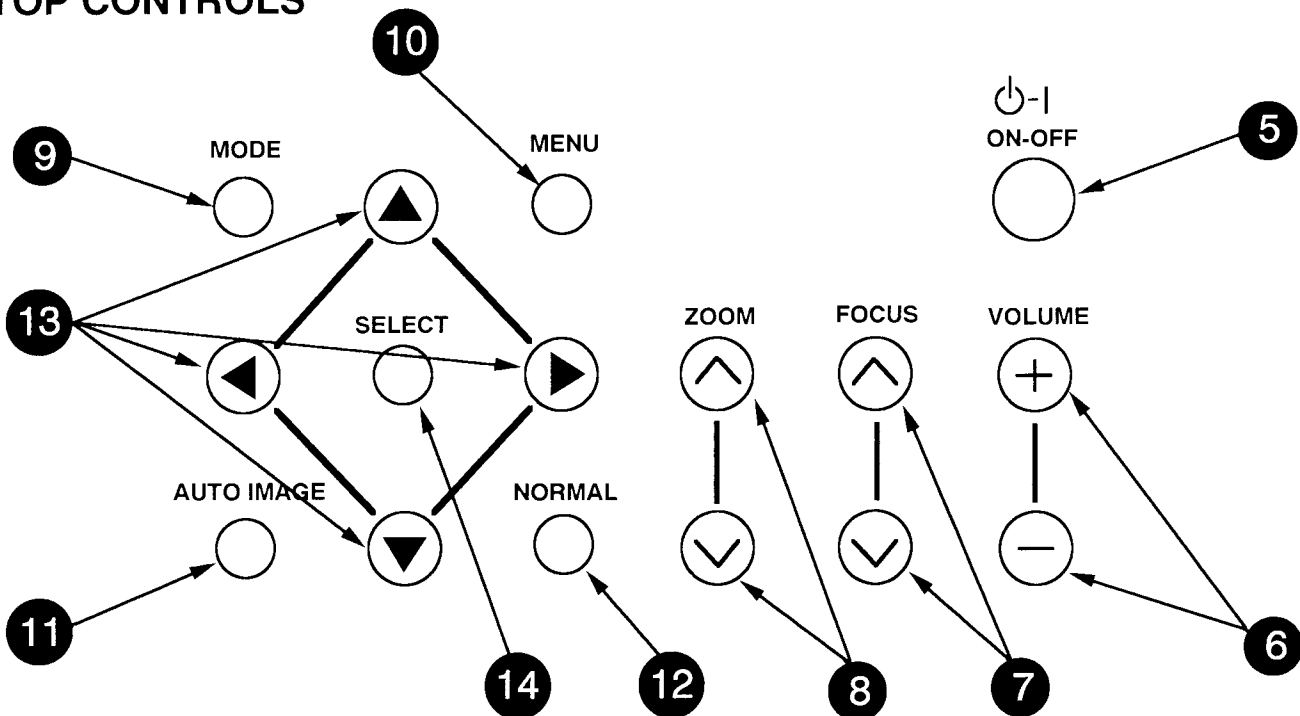 TOP CONTROLS
10
ON-OFF
5
9
MODE
MENU
13
SELECT
ZOOM
FOCUS
VOLUME
AUTO IMAGE
NORMAL
11
14
12
8
7
6